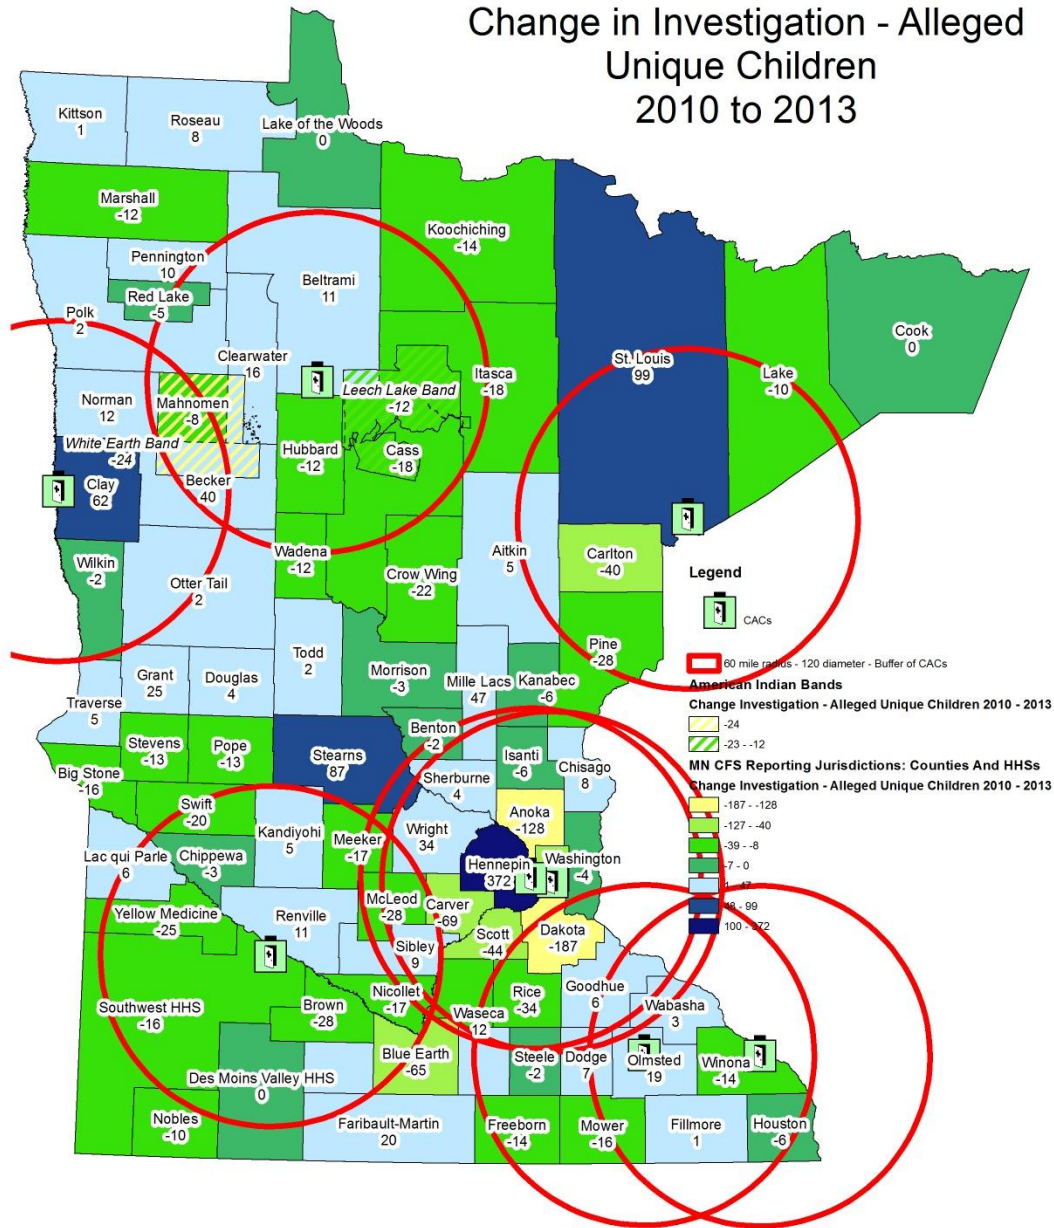 Change in Investigation - Alleged
Unique Children
2010 to 2013
Kittson
1
Roseau
8
Lake of the Woods
0
Marshall
-12
Koochiching
-14
Pennington
10
Beltrami
11
Red Lake
-5
Polk
2
Cook
0
Clearwater
16
St. Louis
99
Lake
-10
Itasca
-18
Leech Lake Band
-12
Norman
12
Mahnomen
-8
White Earth Band
-24
Hubbard
-12
Cass
-18
Clay
62
Becker
40
Wadena
-12
Aitkin
5
Carlton
-40
Wilkin
-2
Otter Tail
2
Crow Wing
-22
Legend
CACs
Todd
2
Pine
-28
Morrison
-3
Mille Lacs
47
Kanabec
-6
60 mile radius - 120 diameter - Buffer of CACs
American Indian Bands
Change Investigation - Alleged Unique Children 2010 - 2013
-24
-23 - -12
MN CFS Reporting Jurisdictions: Counties And HHSs
Change Investigation - Alleged Unique Children 2010 - 2013
-187 - -128
-127 - -40
-39 - -8
-7 - 0
1 - 47
48 - 99
100 - 372
Grant
25
Douglas
4
Traverse
5
Stevens
-13
Pope
-13
Stearns
87
Benton
-2
Isanti
-6
Chisago
8
Big Stone
-16
Sherburne
4
Swift
-20
Anoka
-128
Kandiyohi
5
Meeker
-17
Wright
34
Lac qui Parle
6
Chippewa
-3
Hennepin
372
Washington
-4
McLeod
-28
Carver
-69
Yellow Medicine
-25
Renville
11
Scott
-44
Dakota
-187
Sibley
9
Southwest HHS
-16
Brown
-28
Nicollet
-17
Rice
-34
Goodhue
6
Waseca
12
Wabasha
3
Blue Earth
-65
Steele
-2
Dodge
7
Olmsted
19
Winona
-14
Des Moins Valley HHS
0
Nobles
-10
Faribault-Martin
20
Freeborn
-14
Mower
-16
Fillmore
1
Houston
-6